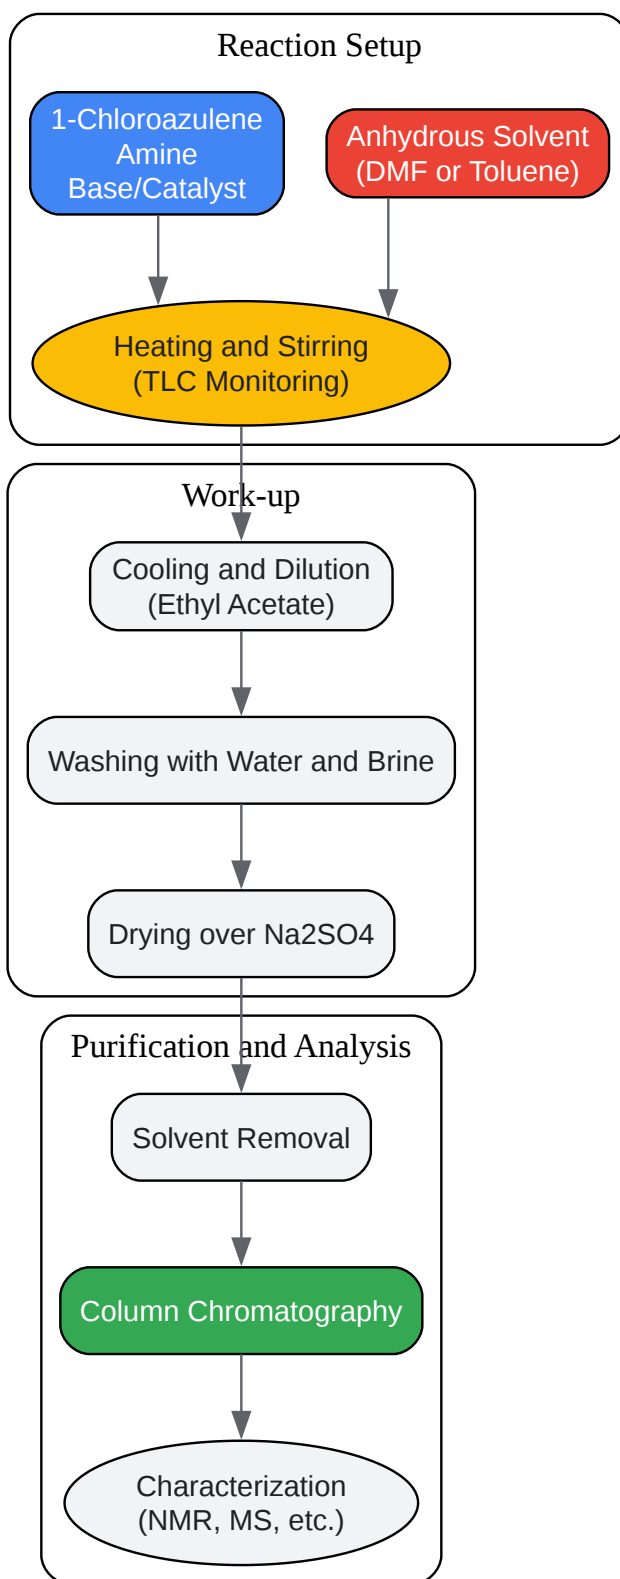 Reaction Setup
1-Chloroazulene
Amine
Base/Catalyst
Anhydrous Solvent
(DMF or Toluene)
Heating and Stirring
(TLC Monitoring)
Work-up
Cooling and Dilution
(Ethyl Acetate)
Washing with Water and Brine
Drying over Na2SO4
Purification and Analysis
Solvent Removal
Column Chromatography
Characterization
(NMR, MS, etc.)